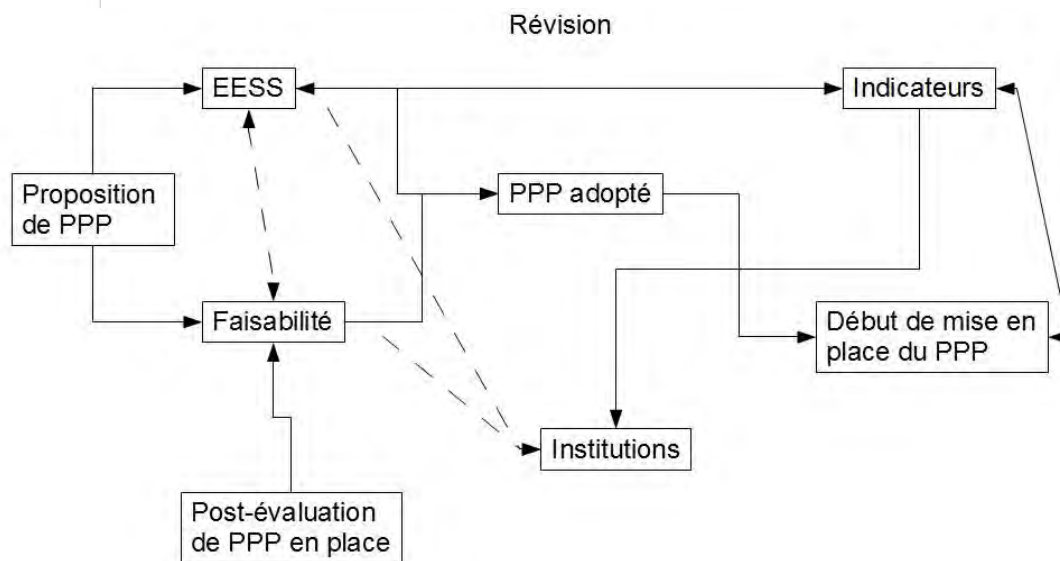 Révision
EESS
Indicateurs
Proposition
de PPP
PPP adopté
Faisabilité
Début de mise en
place du PPP
Institutions
Post-évaluation
de PPP en place